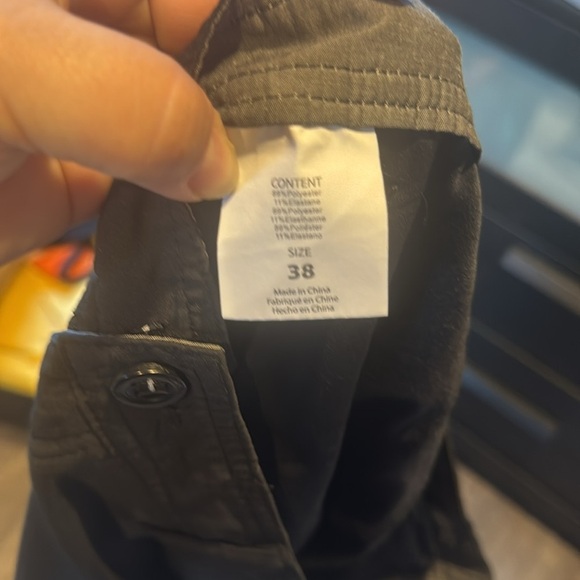 CONTENT
89%Polyester
11%Elastane
89%Polyester
11%Elasthanne
89%Poliéster
11%Elastano
SIZE
38
Made in China
Fabriqué en Chine
Hecho en China